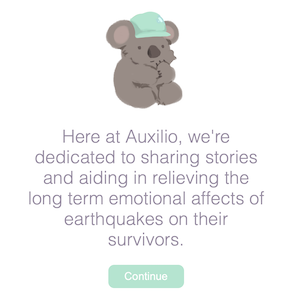 Here at Auxilio, we're
dedicated to sharing stories
and aiding in relieving the
long term emotional affects of
earthquakes on their
survivors.
Continue